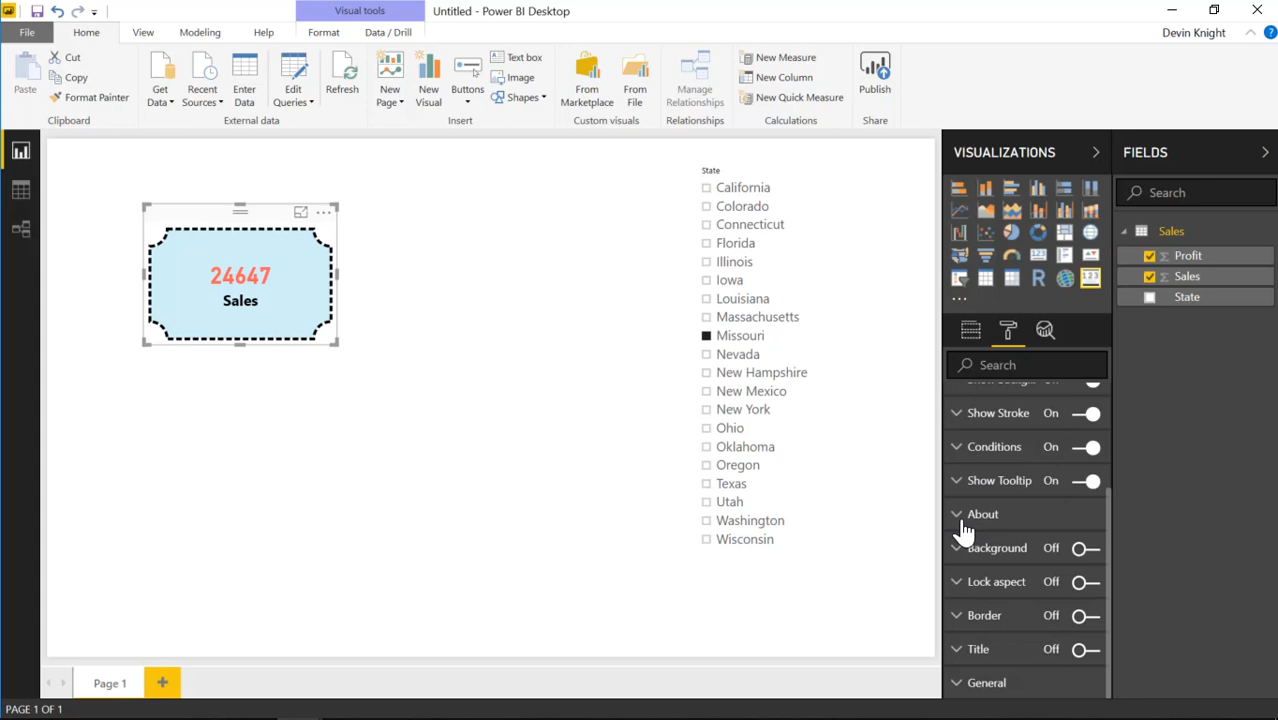 Visual tools
Untitled - Power BI Desktop
File
Home
View
Modeling
Help
Format
Data / Drill
Devin Knight
Paste
Cut
Copy
Format Painter
Clipboard
Get Data
Recent Sources
Enter Data
Edit Queries
Refresh
External data
New Page
New Visual
Buttons
Text box
Image
Shapes
Insert
From Marketplace
From File
Custom visuals
Manage Relationships
Relationships
New Measure
New Column
New Quick Measure
Calculations
Publish
Share
24647
Sales
State
California
Colorado
Connecticut
Florida
Illinois
Iowa
Louisiana
Massachusetts
Missouri
Nevada
New Hampshire
New Mexico
New York
Ohio
Oklahoma
Oregon
Texas
Utah
Washington
Wisconsin
VISUALIZATIONS
Search
Show Stroke On
Conditions On
Show Tooltip On
About
Background Off
Lock aspect Off
Border Off
Title Off
General
FIELDS
Search
Sales
Σ Profit
Σ Sales
State
Page 1
PAGE 1 OF 1